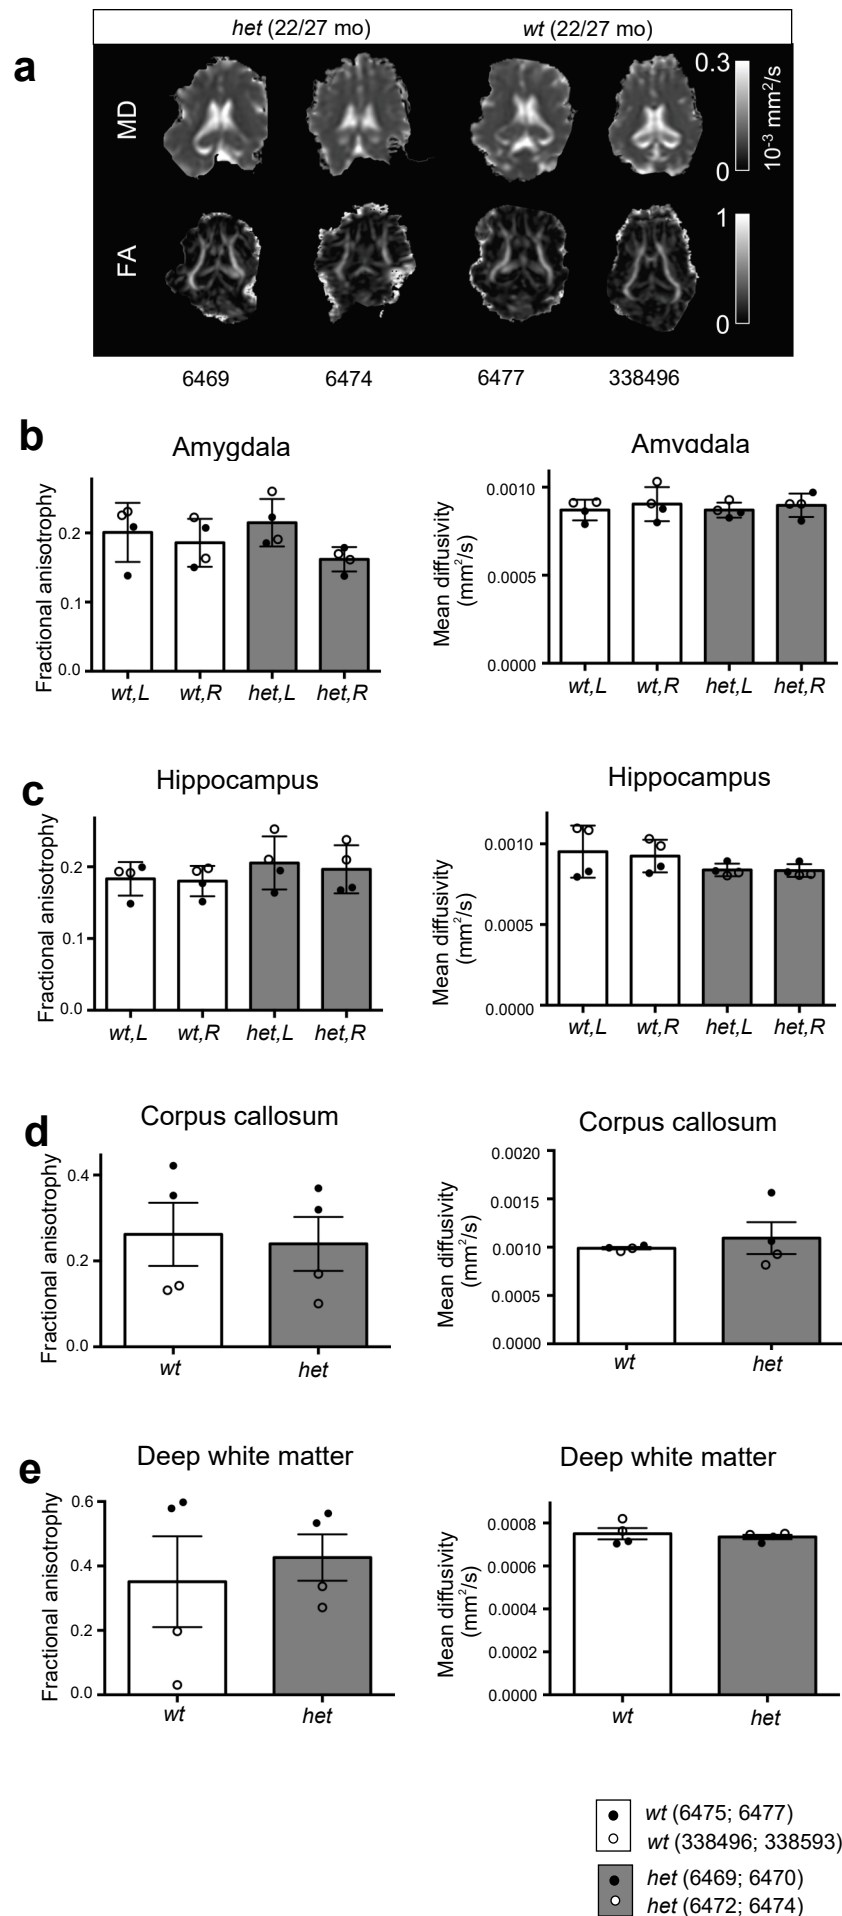 het (22/27 mo) wt (22/27 mo)
a
MD
0.3
0
10-3 mm2/s
FA
1
0
6469 6474 6477 338496
b
Amygdala
Fractional anisotropy
0.2
0.1
0.0
wt,L wt,R het,L het,R
Amygdala
Mean diffusivity
(mm2/s)
0.0010
0.0005
0.0000
wt,L wt,R het,L het,R
c
Hippocampus
Fractional anisotropy
0.2
0.1
0.0
wt,L wt,R het,L het,R
Hippocampus
Mean diffusivity
(mm2/s)
0.0010
0.0005
0.0000
wt,L wt,R het,L het,R
d
Corpus callosum
Fractional anisotropy
0.4
0.2
0.0
wt het
Corpus callosum
Mean diffusivity
(mm2/s)
0.0020
0.0015
0.0010
0.0005
0.0000
wt het
e
Deep white matter
Fractional anisotropy
0.6
0.4
0.2
0.0
wt het
Deep white matter
Mean diffusivity
(mm2/s)
0.0008
0.0006
0.0004
0.0002
0.0000
wt het
wt (6475; 6477)
wt (338496; 338593)
het (6469; 6470)
het (6472; 6474)